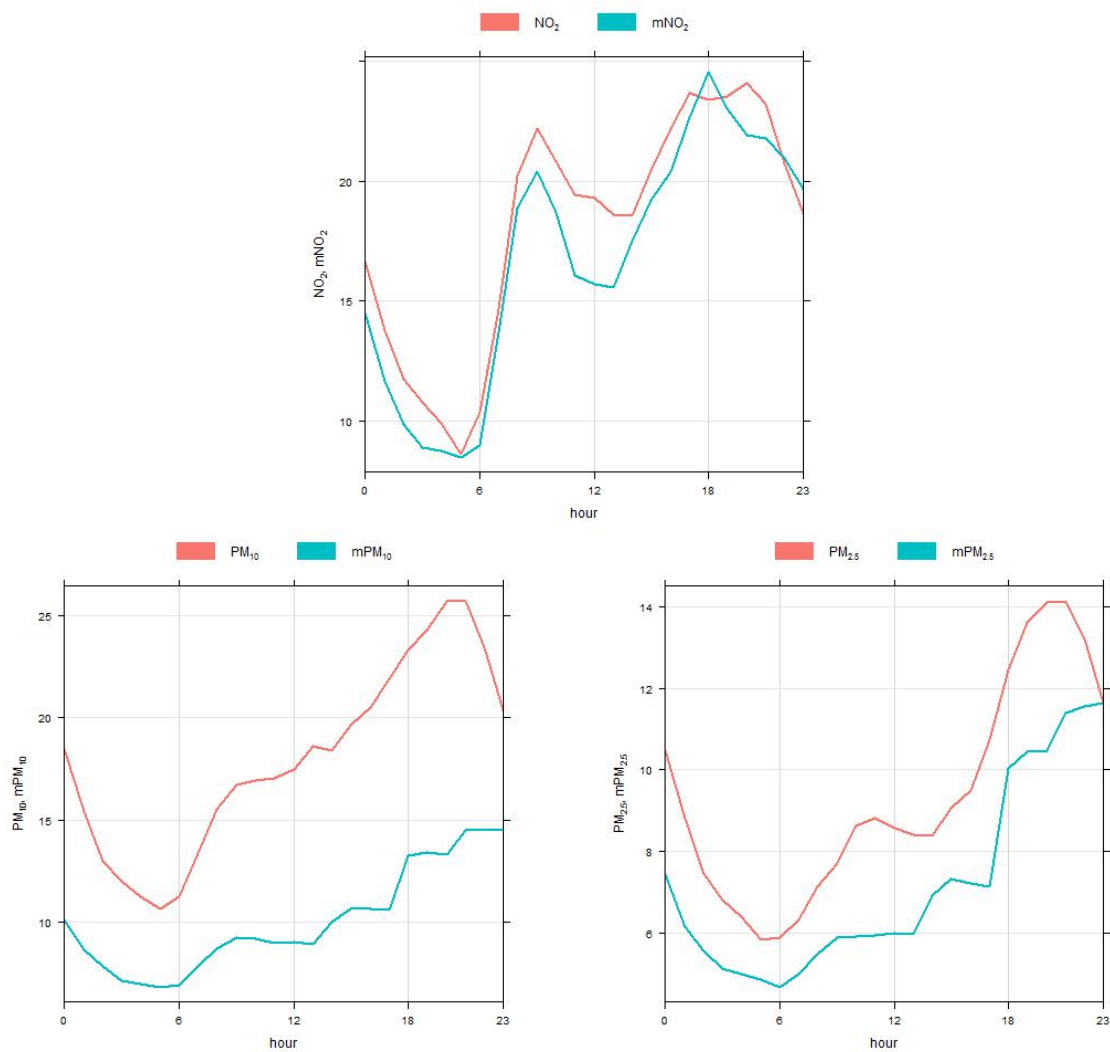 NO₂ mNO₂
NO₂, mNO₂
20
15
10
0 6 12 18 23
hour
PM₁₀ mPM₁₀
PM₁₀, mPM₁₀
25
20
15
10
0 6 12 18 23
hour
PM₂.₅ mPM₂.₅
PM₂.₅, mPM₂.₅
14
12
10
8
6
0 6 12 18 23
hour